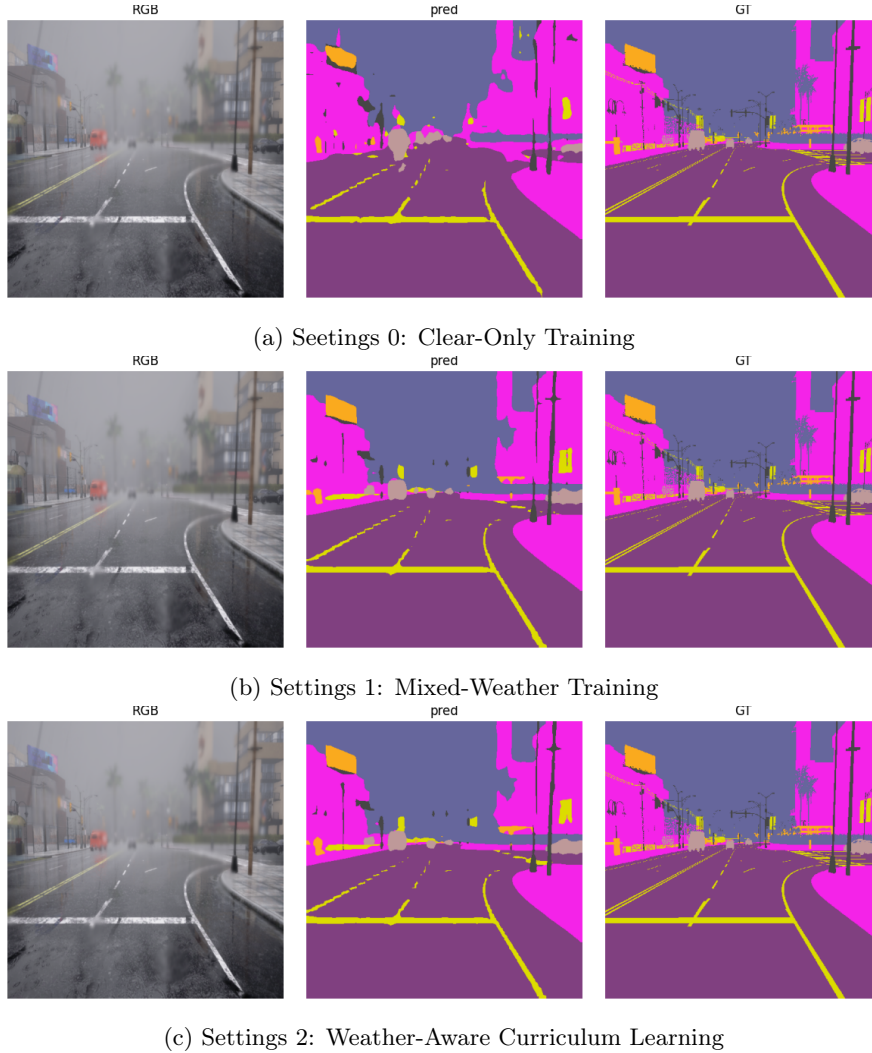 RGB pred GT
(a) Seetings 0: Clear-Only Training
RGB pred GT
(b) Settings 1: Mixed-Weather Training
RGB pred GT
(c) Settings 2: Weather-Aware Curriculum Learning